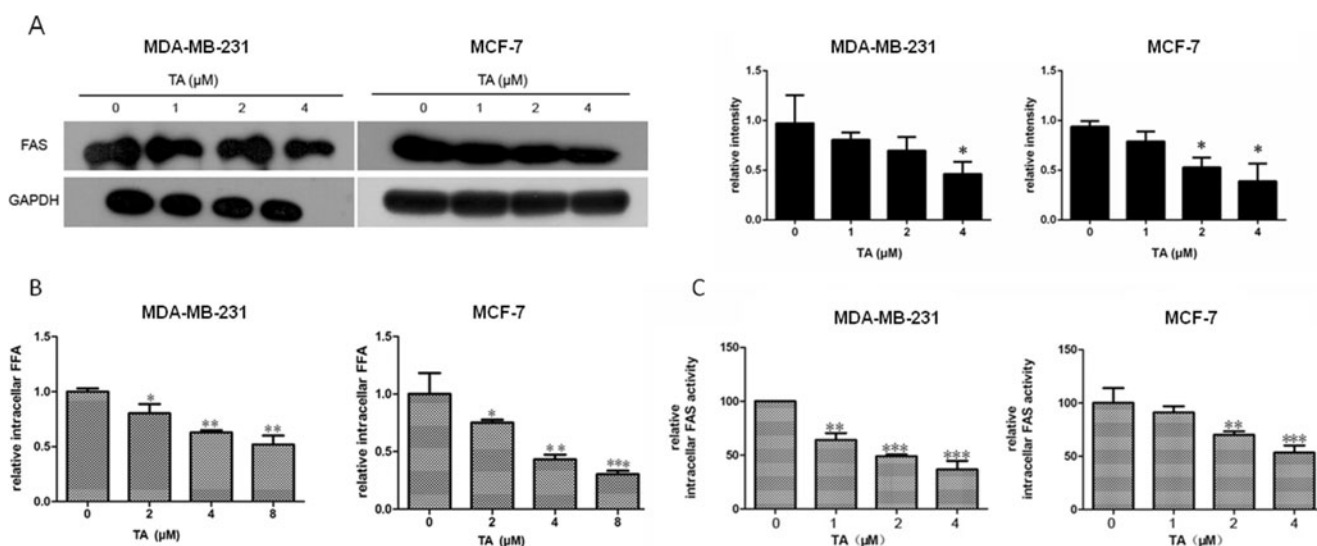 A
MDA-MB-231
MCF-7
TA (µM)
TA (µM)
0 1 2 4
0 1 2 4
FAS
GAPDH
MDA-MB-231
relative intensity
1.5
1.0
0.5
0.0
*
0 1 2 4
TA (µM)
MCF-7
relative intensity
1.5
1.0
0.5
0.0
* *
0 1 2 4
TA (µM)
B
MDA-MB-231
relative intracellar FFA
1.5
1.0
0.5
0.0
* ** **
0 2 4 8
TA (µM)
MCF-7
relative intracellar FFA
1.5
1.0
0.5
0.0
* ** ***
0 2 4 8
TA (µM)
C
MDA-MB-231
relative
intracellar FAS activity
150
100
50
0
** *** ***
0 1 2 4
TA (µM)
MCF-7
relative
intracellar FAS activity
150
100
50
0
** ***
0 1 2 4
TA (µM)